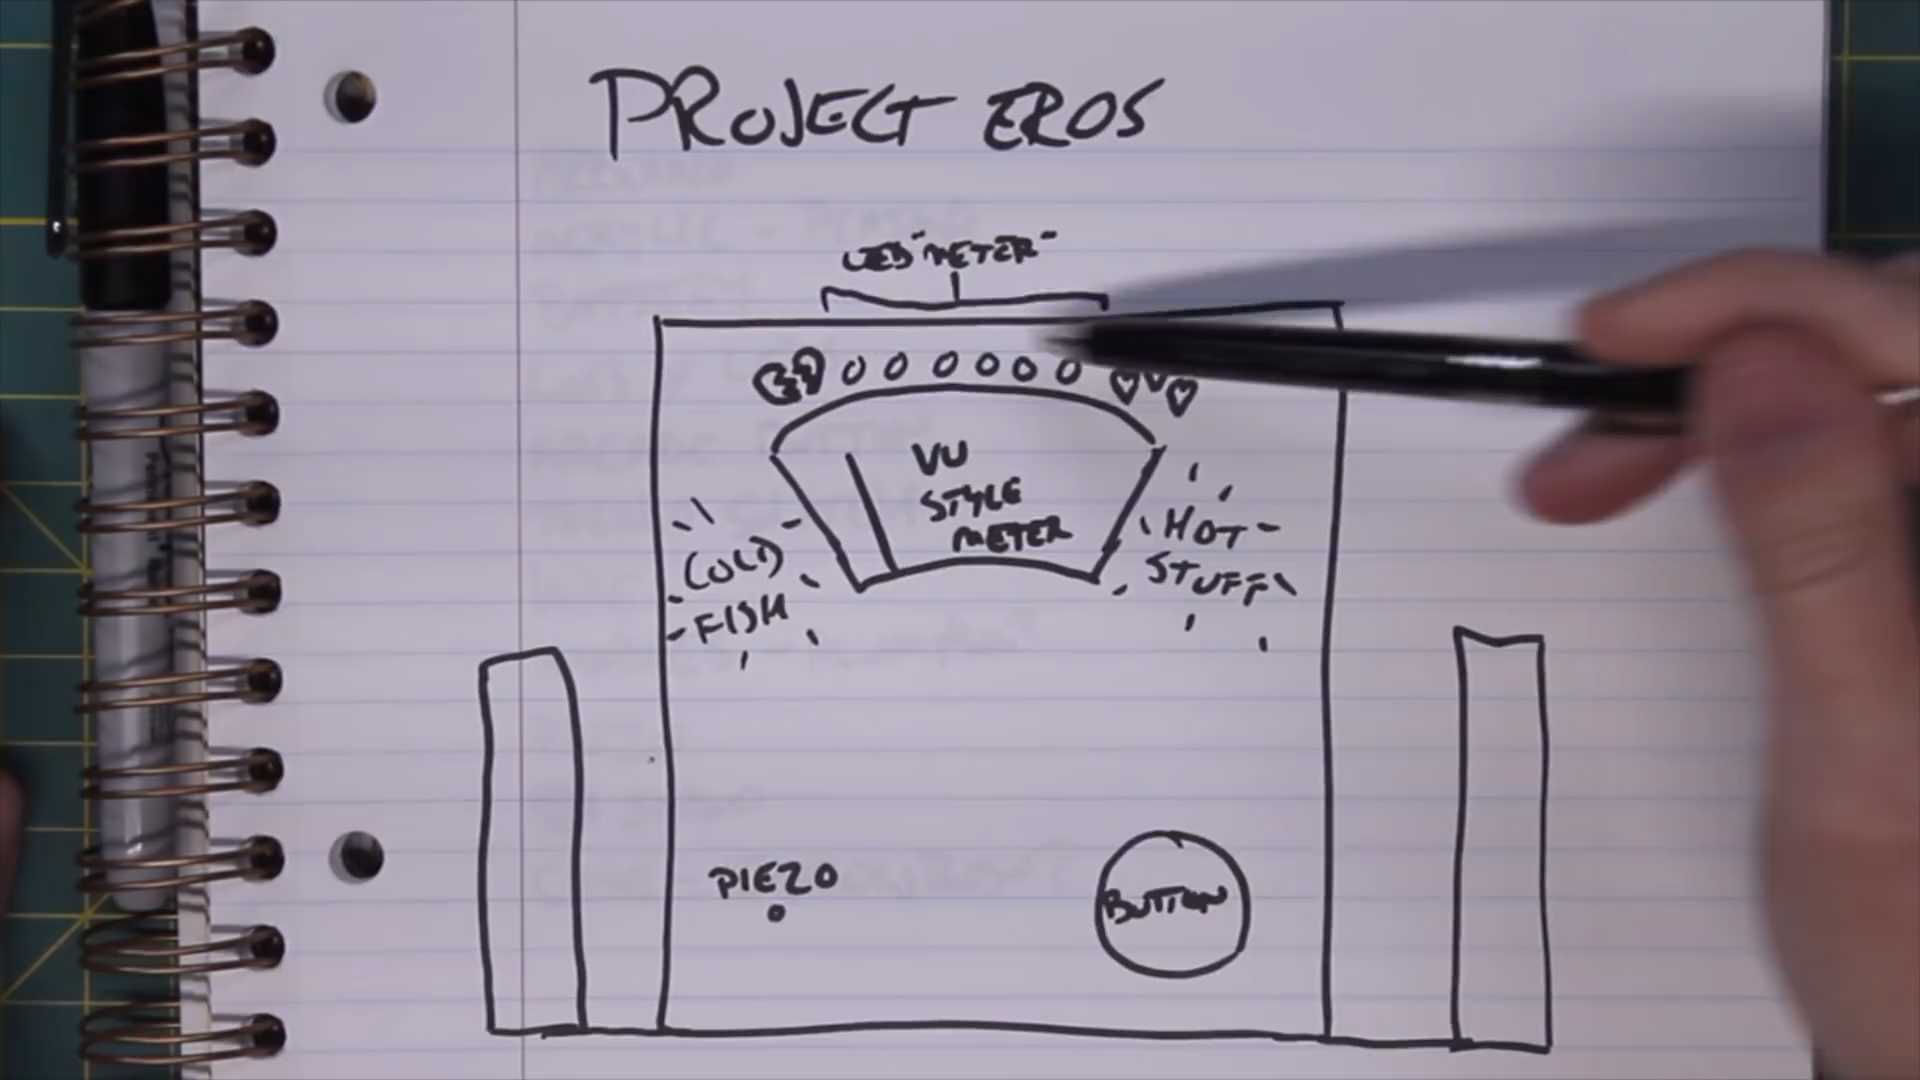 PROJECT EROS
LED "METER"
VU
STYLE
METER
COLD
FISH
HOT
STUFF
PIEZO
BUTTON